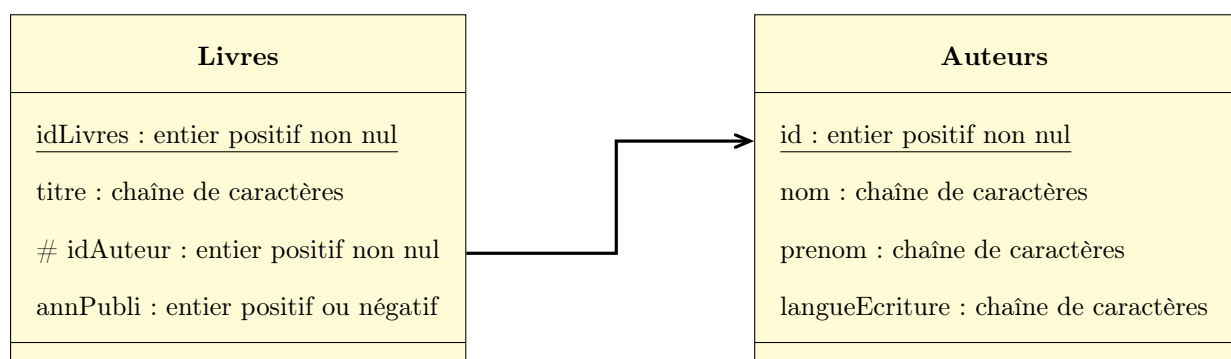 Livres
idLivres : entier positif non nul
titre : chaîne de caractères
# idAuteur : entier positif non nul
annPubli : entier positif ou négatif
Auteurs
id : entier positif non nul
nom : chaîne de caractères
prenom : chaîne de caractères
langueEcriture : chaîne de caractères